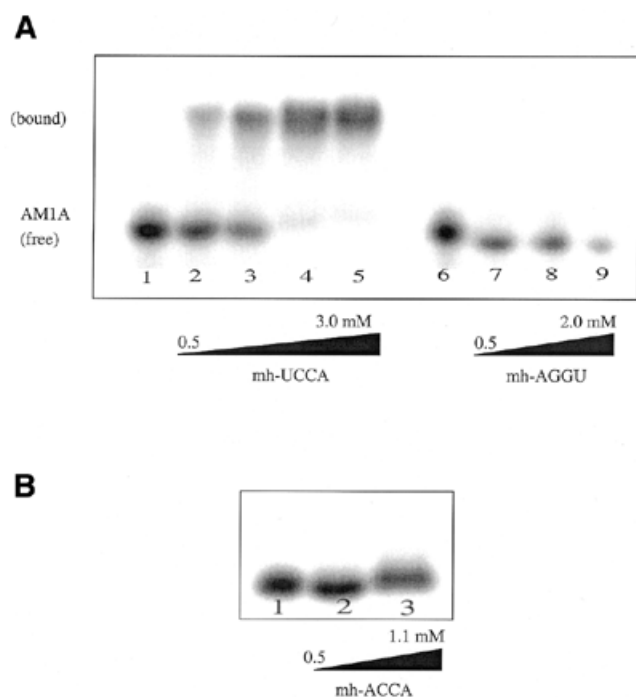 A
(bound)
AM1A
(free)
1 2 3 4 5 6 7 8 9
0.5 3.0 mM 0.5 2.0 mM
mh-UCCA mh-AGGU
B
1 2 3
0.5 1.1 mM
mh-ACCA